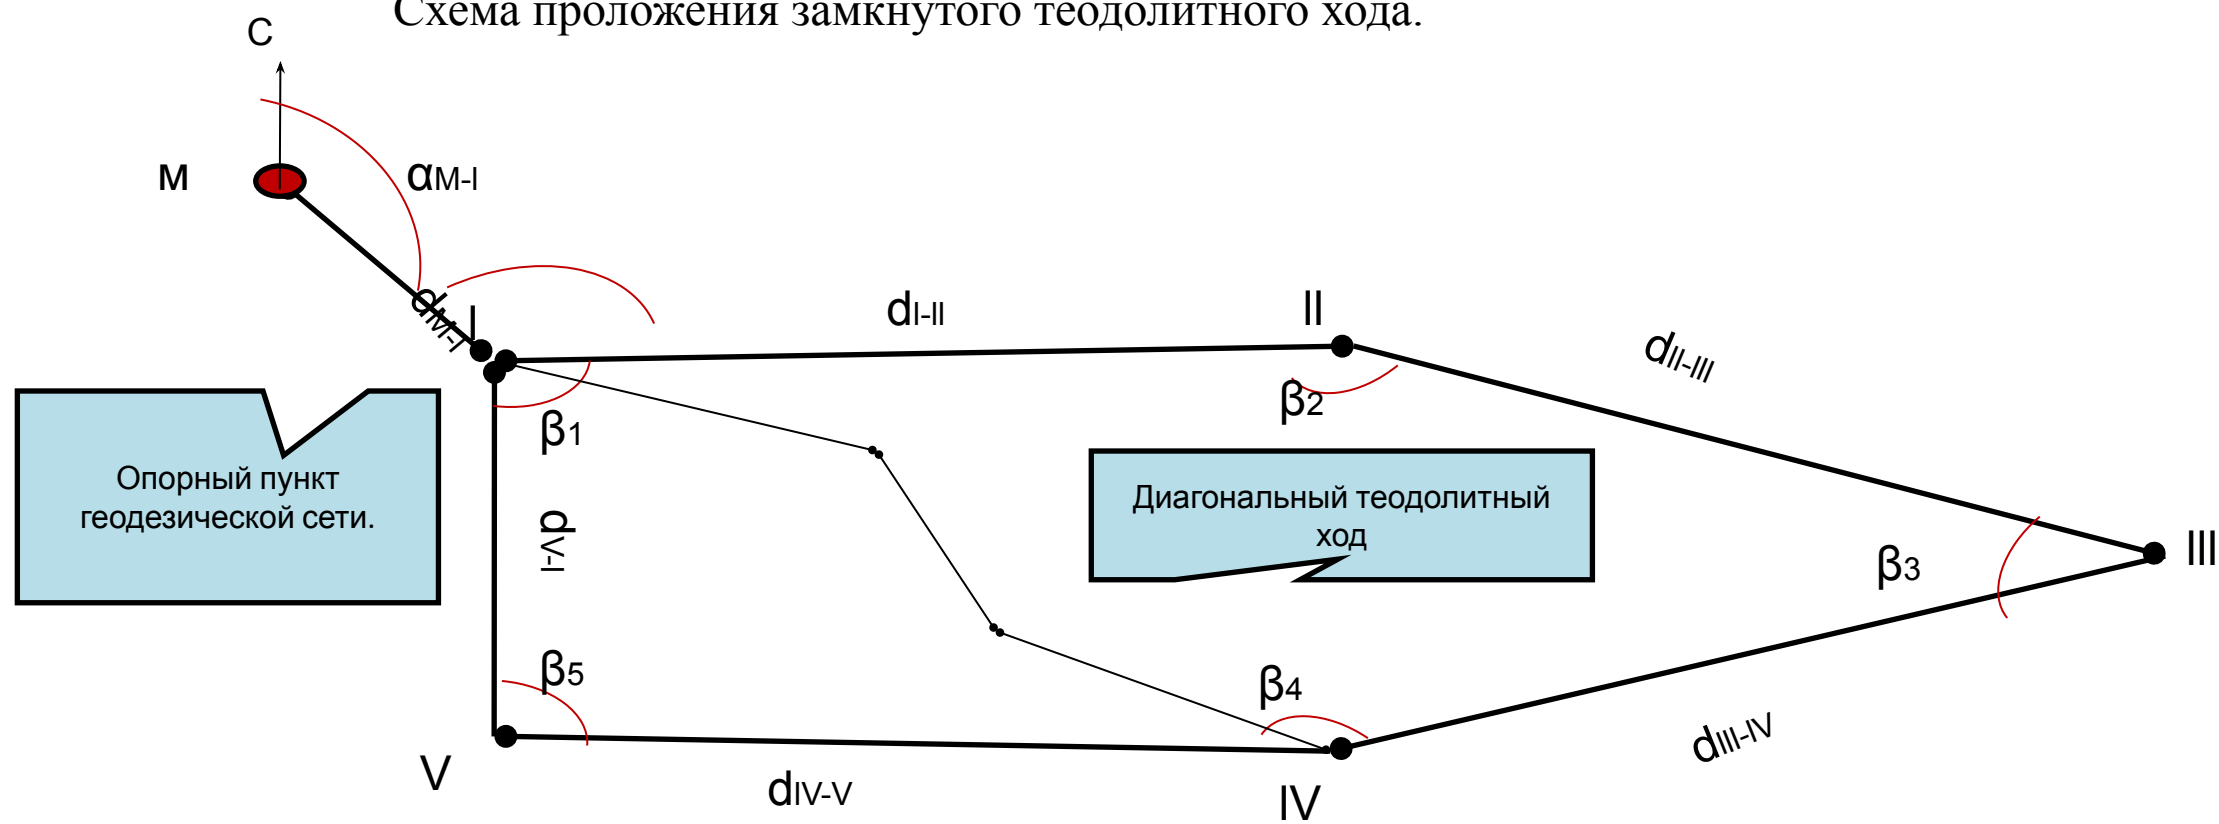 Схема проложения замкнутого теодолитного хода.
С
М
αМ-I
dМ-I
I
dI-II
II
dII-III
β1
β2
Опорный пункт
геодезической сети.
Диагональный теодолитный
ход
dV-I
III
β3
β5
β4
dIII-IV
V
dIV-V
IV